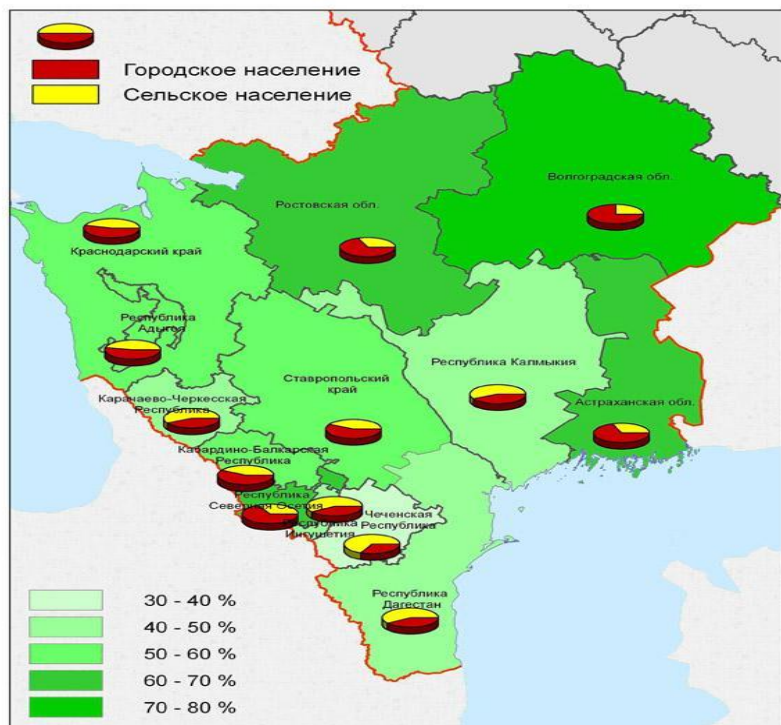 Городское население
Сельское население
Волгоградская обл.
Ростовская обл.
Краснодарский край
Республика
Адыгея
Республика Калмыкия
Ставропольский
край
Астраханская обл.
Карачаево-Черкесская
Республика
Кабардино-Балкарская
Республика
Республика
Северная Осетия
Чеченская
Республика
Республика
Ингушетия
Республика
Дагестан
30 - 40 %
40 - 50 %
50 - 60 %
60 - 70 %
70 - 80 %